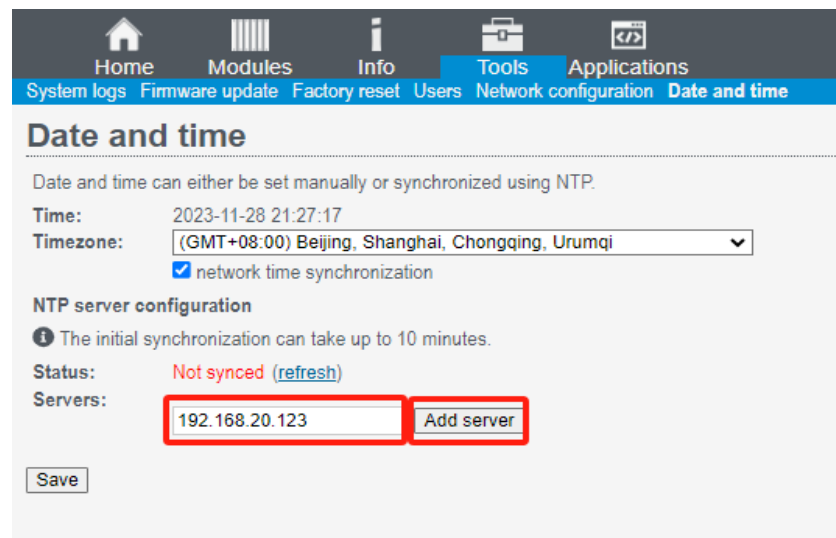 Home Modules Info Tools Applications
System logs Firmware update Factory reset Users Network configuration Date and time
Date and time
Date and time can either be set manually or synchronized using NTP.
Time: 2023-11-28 21:27:17
Timezone: (GMT+08:00) Beijing, Shanghai, Chongqing, Urumqi
network time synchronization
NTP server configuration
The initial synchronization can take up to 10 minutes.
Status: Not synced (refresh)
Servers:
192.168.20.123 Add server
Save